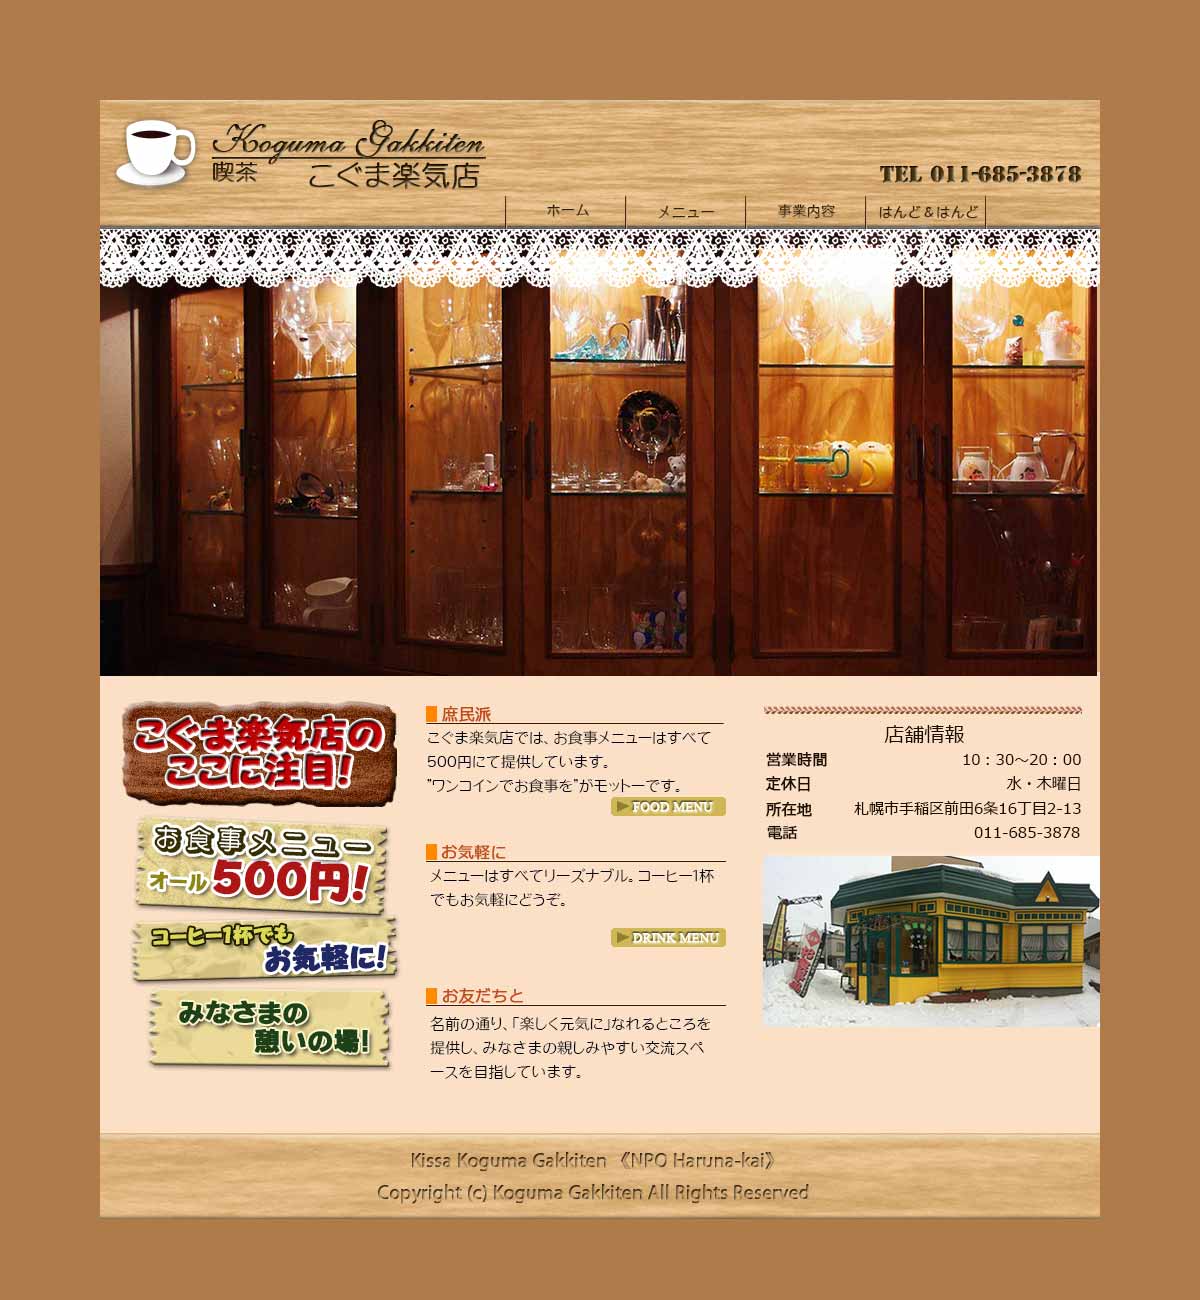 Koguma Gakkiten
喫茶 こぐま楽気店
TEL 011-685-3878
ホーム メニュー 事業内容 はんど＆はんど
こぐま楽気店の
ここに注目!
お食事メニュー
オール500円!
コーヒー1杯でも
お気軽に!
みなさまの
憩いの場!
庶民派
こぐま楽気店では、お食事メニューはすべて
500円にて提供しています。
”ワンコインでお食事を”がモットーです。
FOOD MENU
お気軽に
メニューはすべてリーズナブル。コーヒー1杯
でもお気軽にどうぞ。
DRINK MENU
お友だちと
名前の通り、「楽しく元気に」なれるところを
提供し、みなさまの親しみやすい交流スペ
ースを目指しています。
店舗情報
営業時間 10：30～20：00
定休日 水・木曜日
所在地 札幌市手稲区前田6条16丁目2-13
電話 011-685-3878
Kissa Koguma Gakkiten 《NPO Haruna-kai》
Copyright (c) Koguma Gakkiten All Rights Reserved